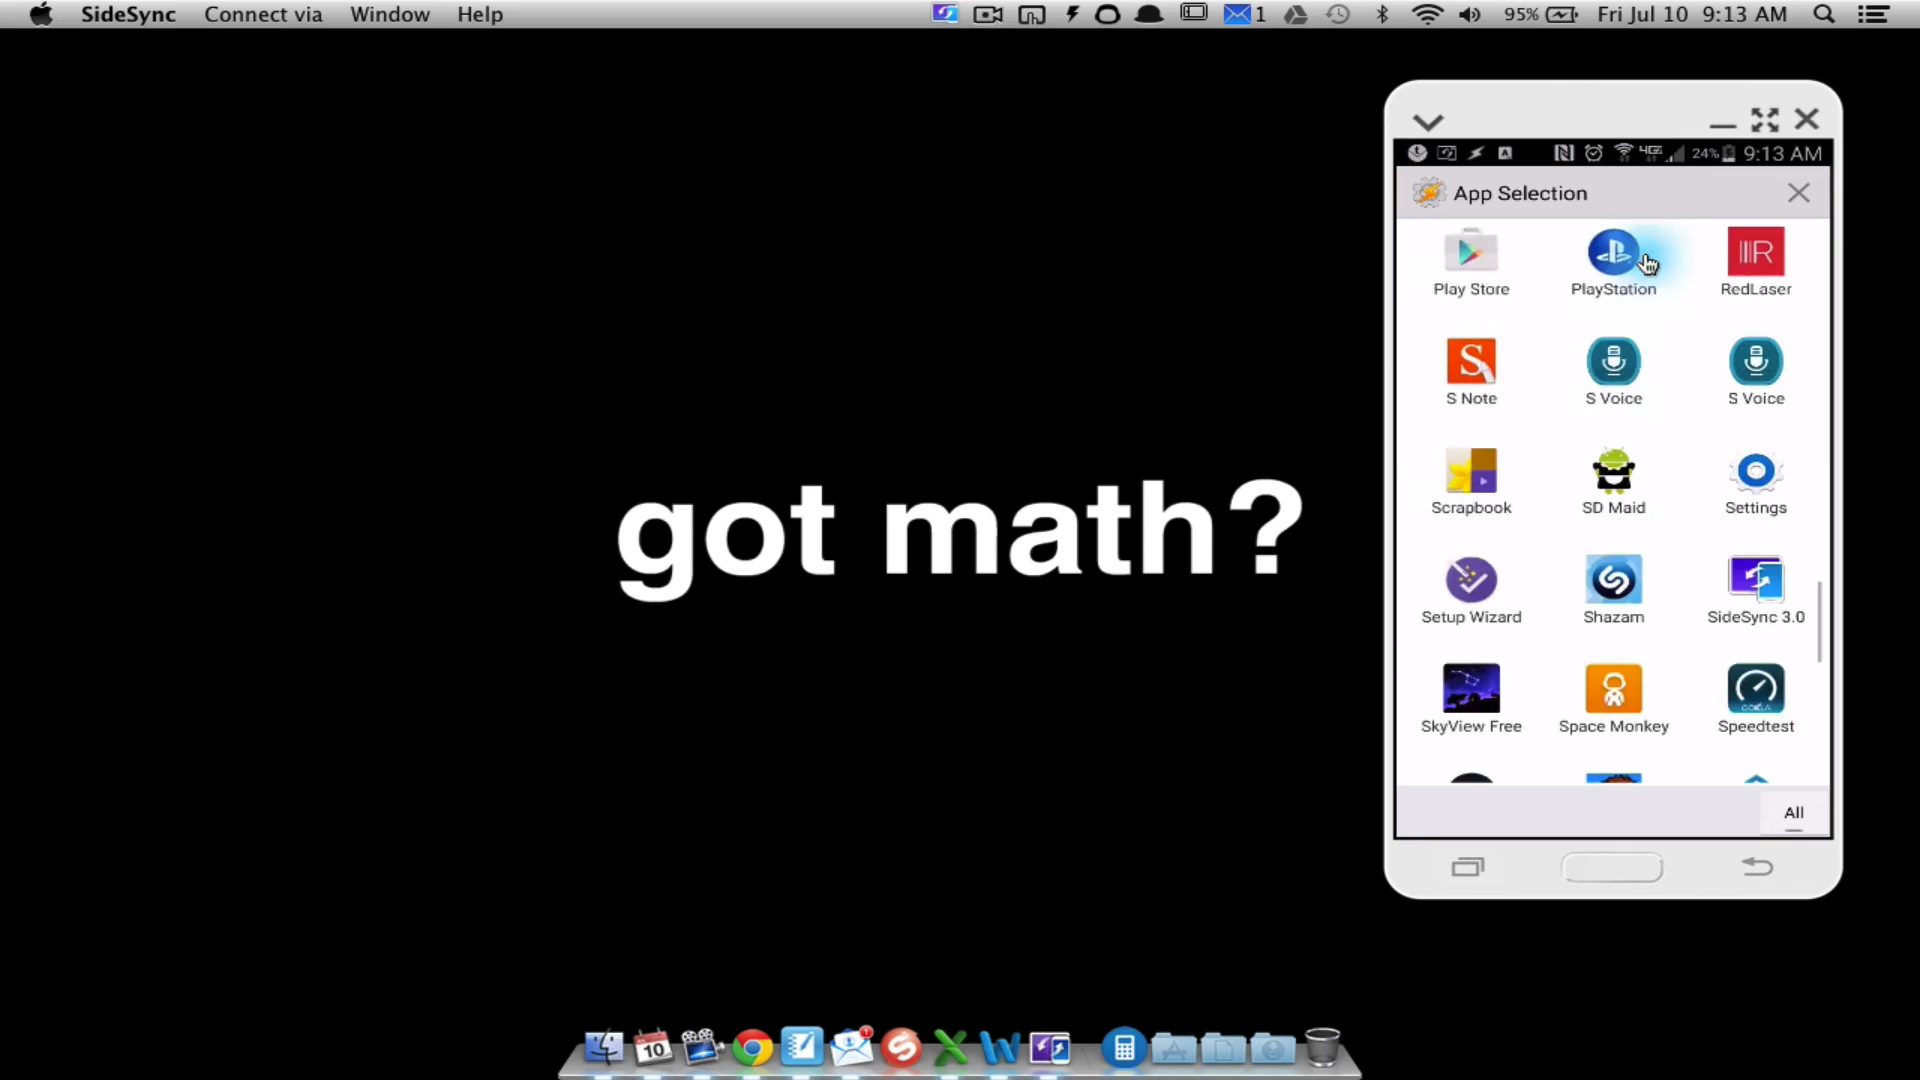 SideSync Connect via Window Help 1 95% Fri Jul 10 9:13 AM
24% 9:13 AM
App Selection
Play Store PlayStation RedLaser
S Note S Voice S Voice
Scrapbook SD Maid Settings
Setup Wizard Shazam SideSync 3.0
SkyView Free Space Monkey Speedtest
All
got math?
10